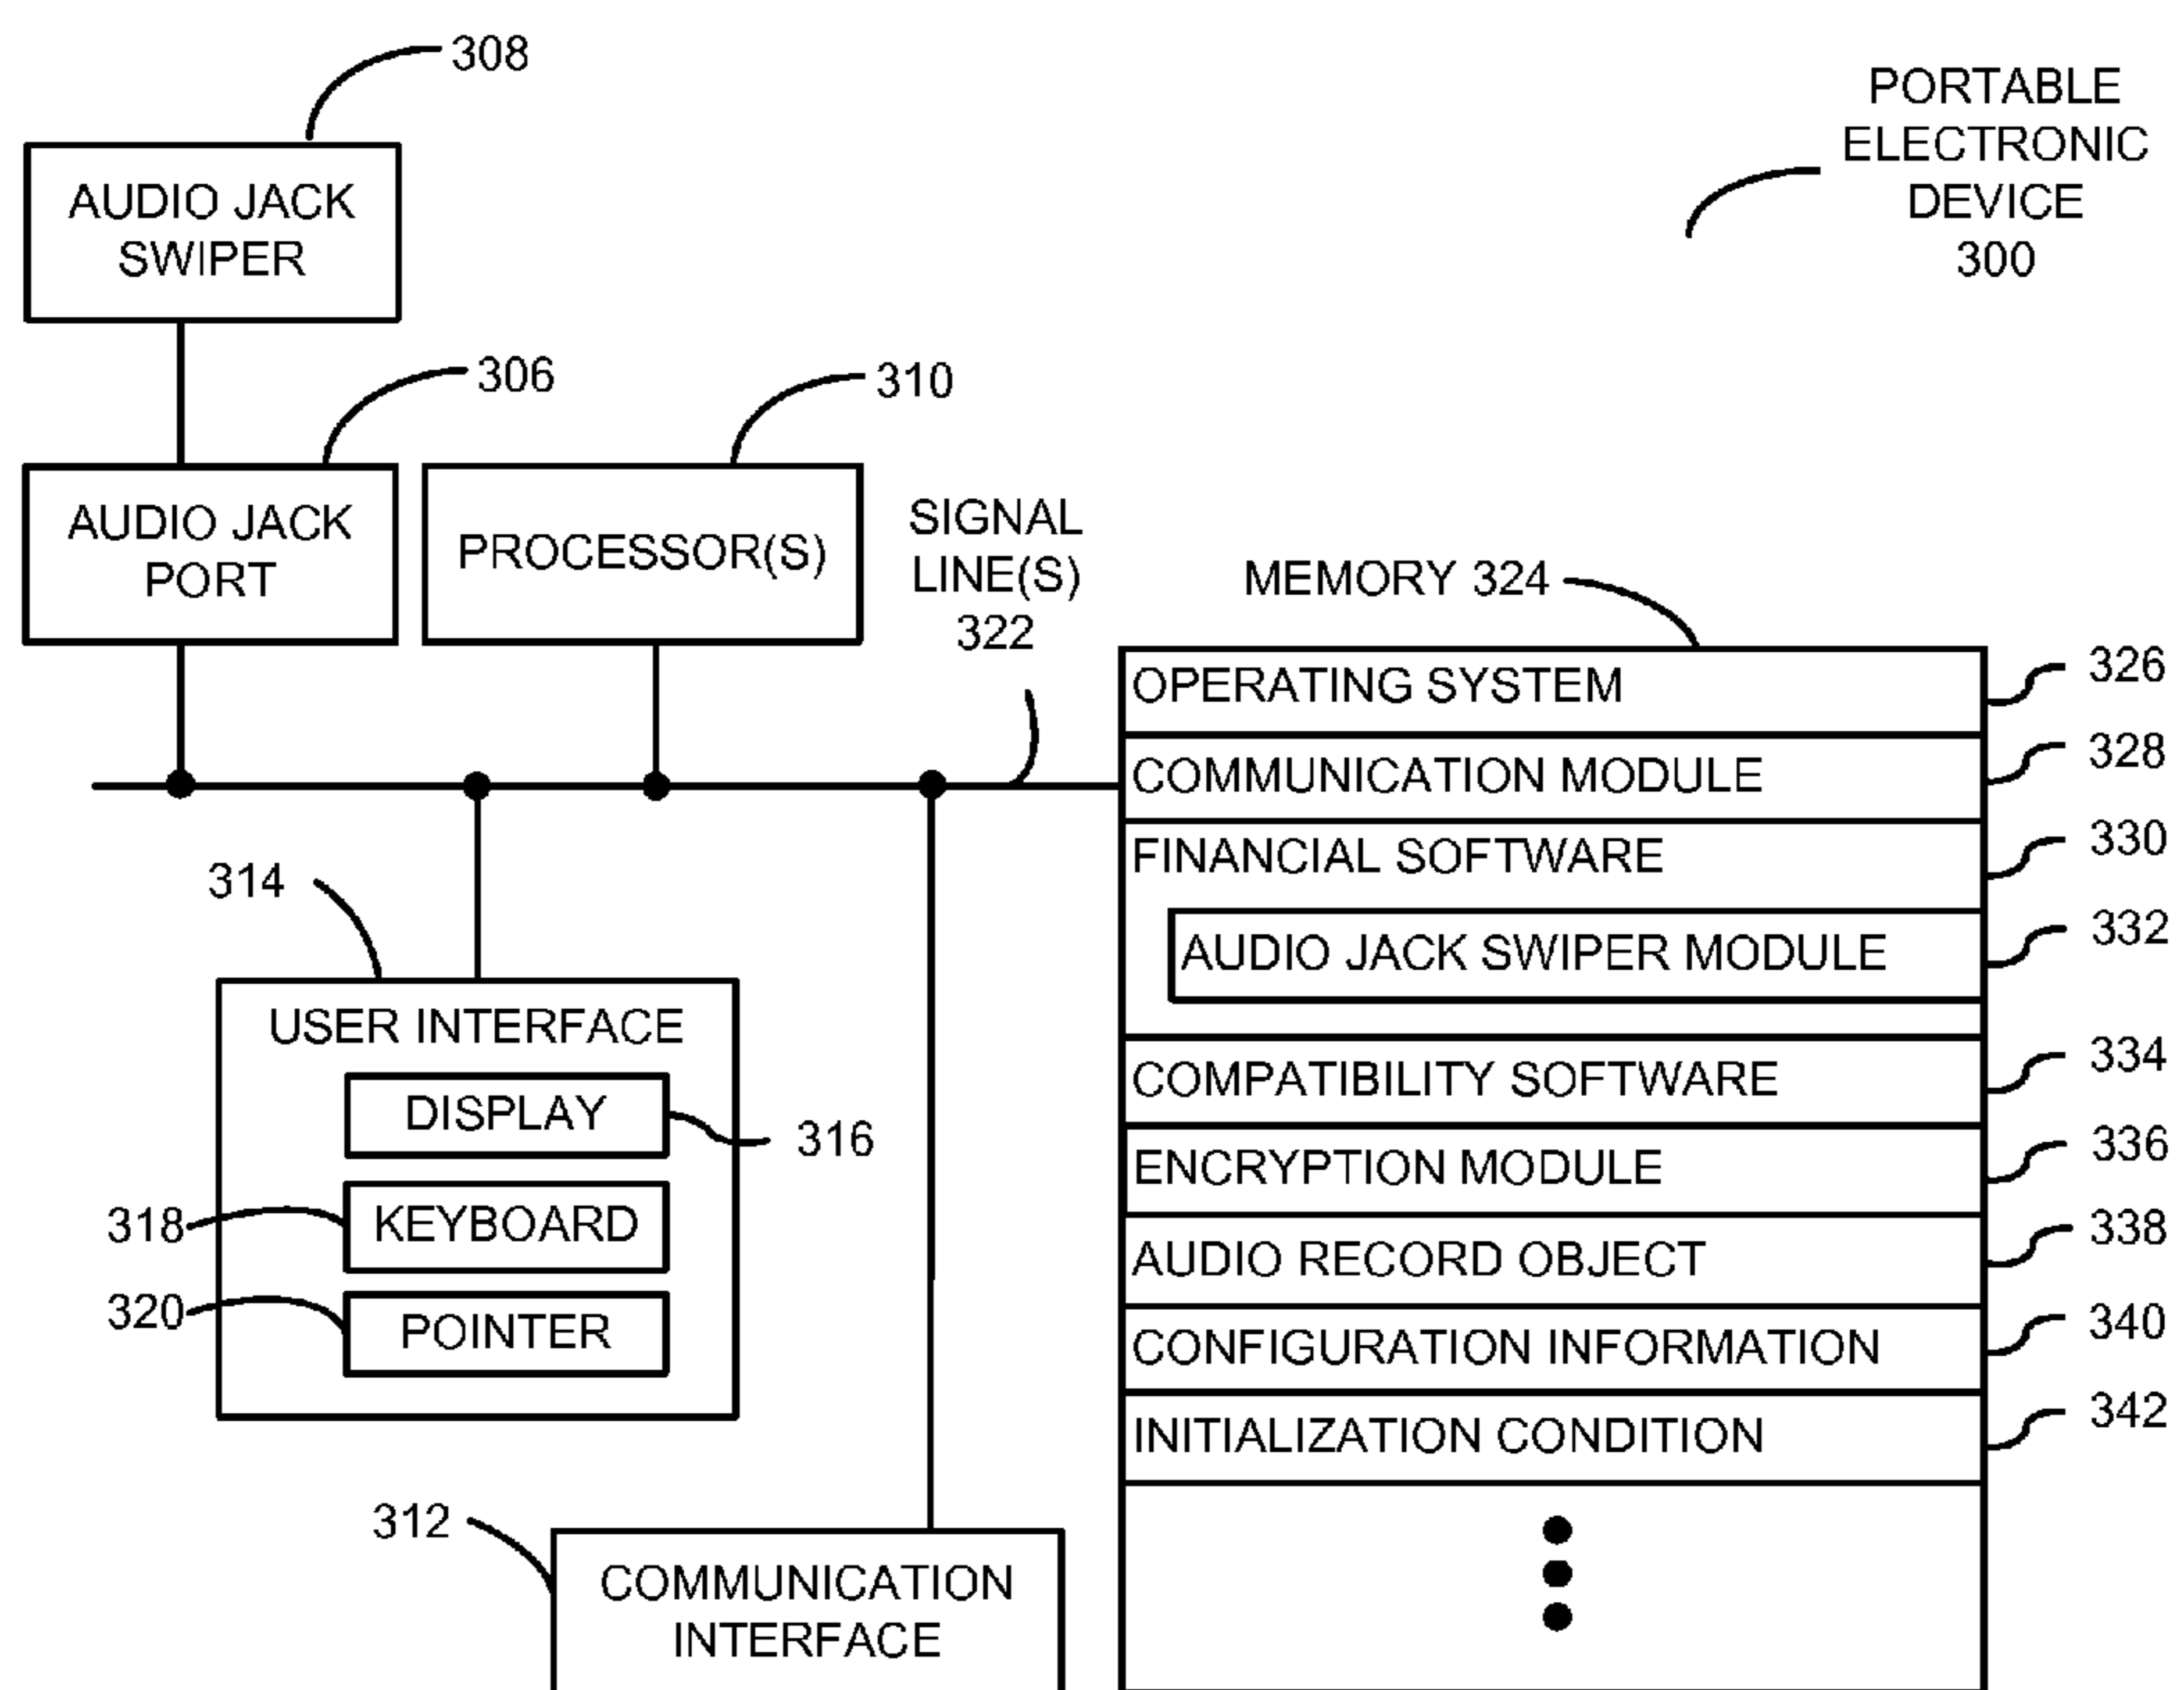 308
PORTABLE
ELECTRONIC
DEVICE
300
AUDIO JACK
SWIPER
306
310
AUDIO JACK
PORT
PROCESSOR(S)
SIGNAL
LINE(S)
322
MEMORY 324
OPERATING SYSTEM
326
COMMUNICATION MODULE
328
FINANCIAL SOFTWARE
330
AUDIO JACK SWIPER MODULE
332
COMPATIBILITY SOFTWARE
334
ENCRYPTION MODULE
336
AUDIO RECORD OBJECT
338
CONFIGURATION INFORMATION
340
INITIALIZATION CONDITION
342
314
USER INTERFACE
DISPLAY
316
318
KEYBOARD
320
POINTER
312
COMMUNICATION
INTERFACE